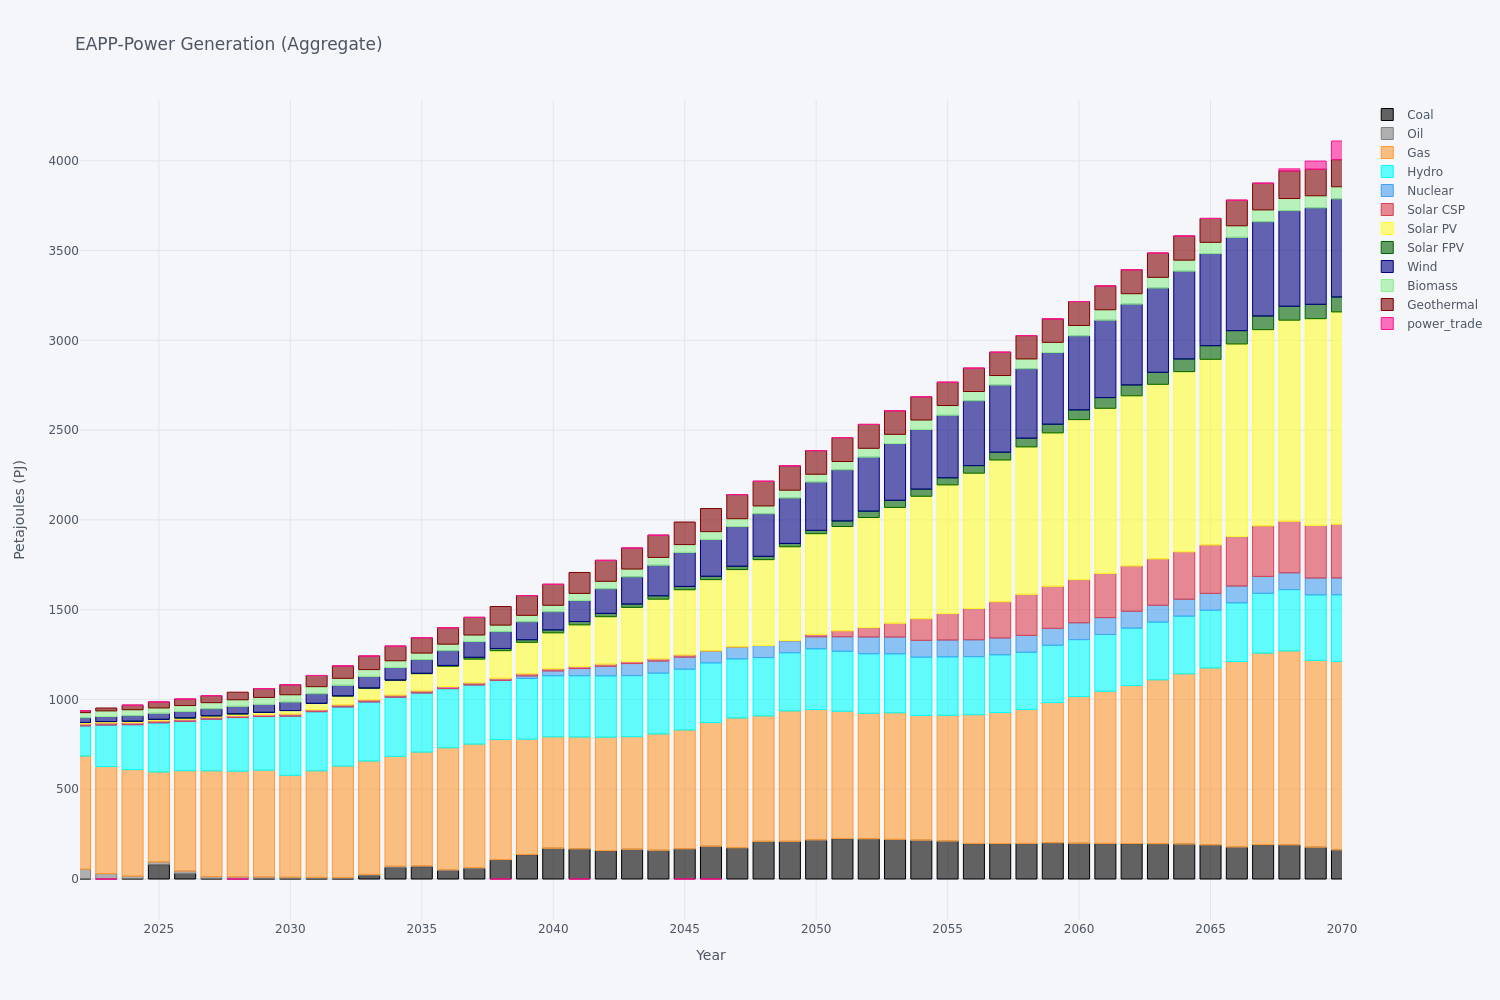 EAPP-Power Generation (Aggregate)
Petajoules (PJ)
4000
3500
3000
2500
2000
1500
1000
500
0
2025
2030
2035
2040
2045
2050
2055
2060
2065
2070
Year
Coal
Oil
Gas
Hydro
Nuclear
Solar CSP
Solar PV
Solar FPV
Wind
Biomass
Geothermal
power_trade